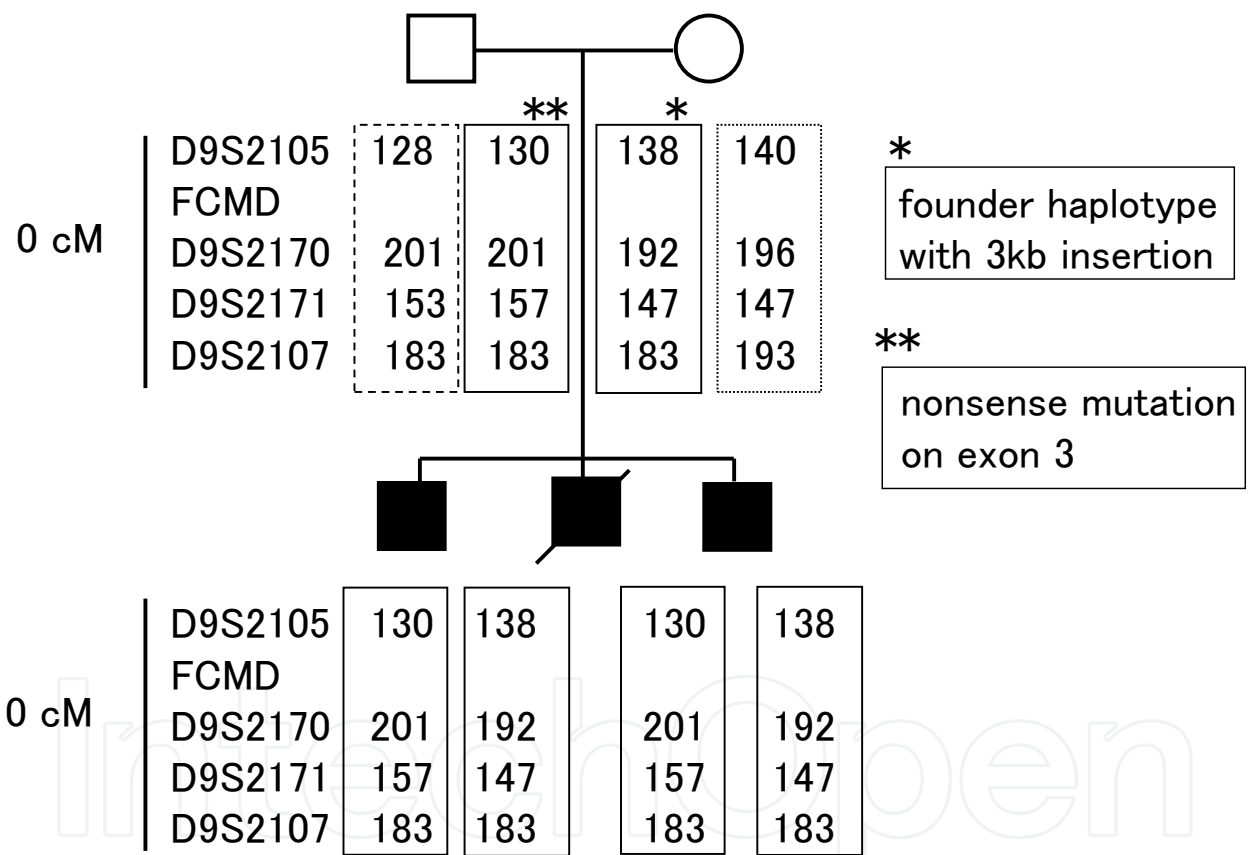 ** *
D9S2105 128 130 138 140 *
FCMD founder haplotype
0 cM D9S2170 201 201 192 196 with 3kb insertion
D9S2171 153 157 147 147
D9S2107 183 183 183 193 **
nonsense mutation
on exon 3
D9S2105 130 138 130 138
FCMD
0 cM D9S2170 201 192 201 192
D9S2171 157 147 157 147
D9S2107 183 183 183 183
IntechOpen